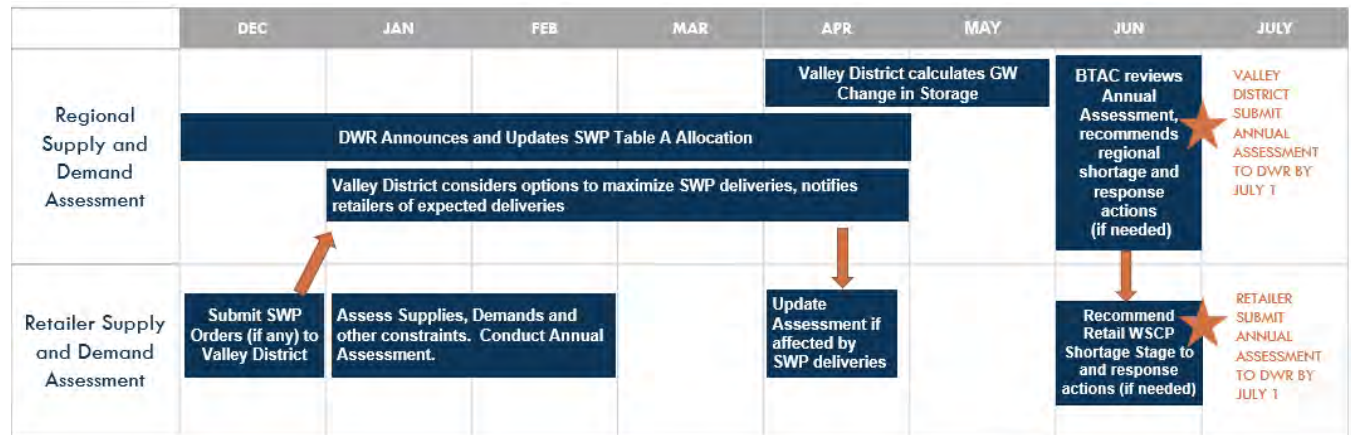 DEC JAN FEB MAR APR MAY JUN JULY
Regional
Supply and
Demand
Assessment
Valley District calculates GW
Change in Storage
DWR Announces and Updates SWP Table A Allocation
Valley District considers options to maximize SWP deliveries, notifies
retailers of expected deliveries
BTAC reviews
Annual
Assessment,
recommends
regional
shortage and
response
actions
(if needed)
VALLEY
DISTRICT
SUBMIT
ANNUAL
ASSESSMENT
TO DWR BY
JULY 1
Retailer Supply
and Demand
Assessment
Submit SWP
Orders (if any) to
Valley District
Assess Supplies, Demands and
other constraints. Conduct Annual
Assessment.
Update
Assessment if
affected by
SWP deliveries
Recommend
Retail WSCP
Shortage Stage to
and response
actions (if needed)
RETAILER
SUBMIT
ANNUAL
ASSESSMENT
TO DWR BY
JULY 1